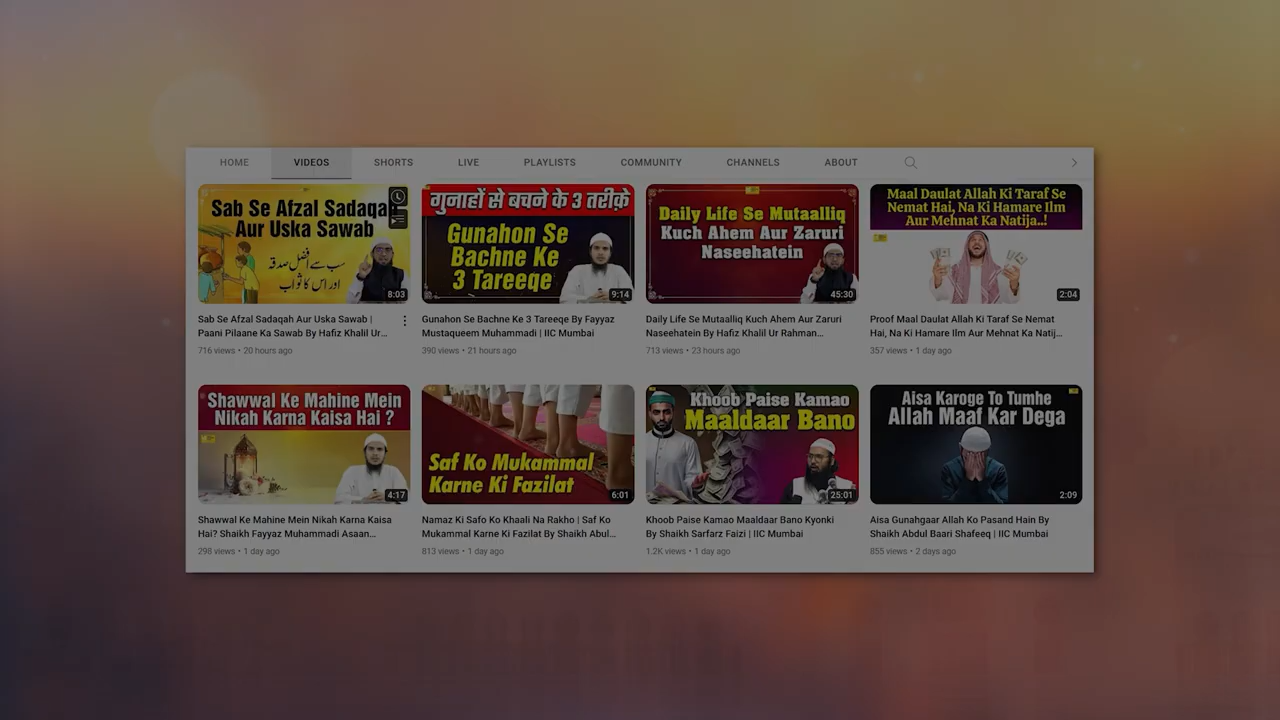 HOME VIDEOS SHORTS LIVE PLAYLISTS COMMUNITY CHANNELS ABOUT
Sab Se Afzal Sadaqah
Aur Uska Sawab
سب سے افضل صدقہ
اور اس کا ثواب
8:03
Sab Se Afzal Sadaqah Aur Uska Sawab |
Paani Pilaane Ka Sawab By Hafiz Khalil Ur...
716 views • 20 hours ago
गुनाहों से बचने के 3 तरीक़े
Gunahon Se
Bachne Ke
3 Tareeqe
9:14
Gunahon Se Bachne Ke 3 Tareeqe By Fayyaz
Mustaqueem Muhammadi | IIC Mumbai
390 views • 21 hours ago
Daily Life Se Mutaalliq
Kuch Ahem Aur Zaruri
Naseehatein
45:30
Daily Life Se Mutaalliq Kuch Ahem Aur Zaruri
Naseehatein By Hafiz Khalil Ur Rahman...
713 views • 23 hours ago
Maal Daulat Allah Ki Taraf Se
Nemat Hai, Na Ki Hamare Ilm
Aur Mehnat Ka Natija..!
2:04
Proof Maal Daulat Allah Ki Taraf Se Nemat
Hai, Na Ki Hamare Ilm Aur Mehnat Ka Natij...
357 views • 1 day ago
Shawwal Ke Mahine Mein
Nikah Karna Kaisa Hai ?
4:17
Shawwal Ke Mahine Mein Nikah Karna Kaisa
Hai? Shaikh Fayyaz Muhammadi Asaan...
298 views • 1 day ago
Saf Ko Mukammal
Karne Ki Fazilat
6:01
Namaz Ki Safo Ko Khaali Na Rakho | Saf Ko
Mukammal Karne Ki Fazilat By Shaikh Abul...
813 views • 1 day ago
Khoob Paise Kamao
Maaldaar Bano
25:01
Khoob Paise Kamao Maaldaar Bano Kyonki
By Shaikh Sarfarz Faizi | IIC Mumbai
1.2K views • 1 day ago
Aisa Karoge To Tumhe
Allah Maaf Kar Dega
2:09
Aisa Gunahgaar Allah Ko Pasand Hain By
Shaikh Abdul Baari Shafeeq | IIC Mumbai
855 views • 2 days ago